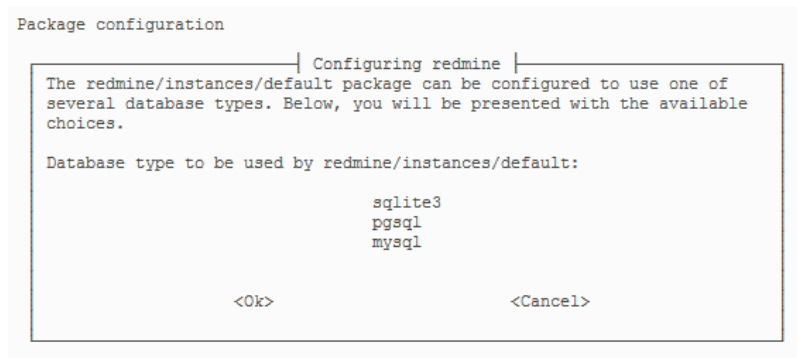 Package configuration
Configuring redmine
The redmine/instances/default package can be configured to use one of
several database types. Below, you will be presented with the available
choices.
Database type to be used by redmine/instances/default:
sqlite3
pgsql
mysql
<Ok> <Cancel>